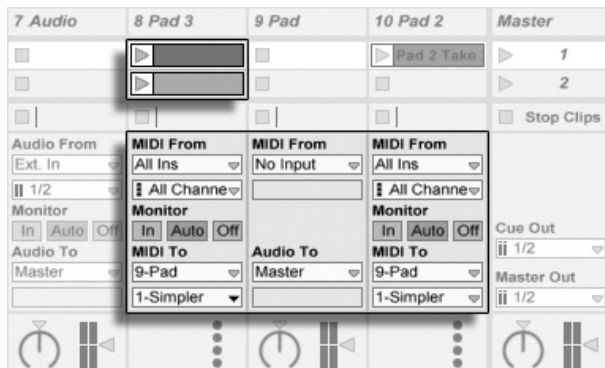 7 Audio
8 Pad 3
9 Pad
10 Pad 2
Master
Pad 2 Take
1
2
Stop Clips
Audio From
Ext. In
1/2
Monitor
In Auto Off
Audio To
Master
MIDI From
All Ins
All Channe
Monitor
In Auto Off
MIDI To
9-Pad
1-Simpler
MIDI From
No Input
Audio To
Master
MIDI From
All Ins
All Channe
Monitor
In Auto Off
MIDI To
9-Pad
1-Simpler
Cue Out
1/2
Master Out
1/2